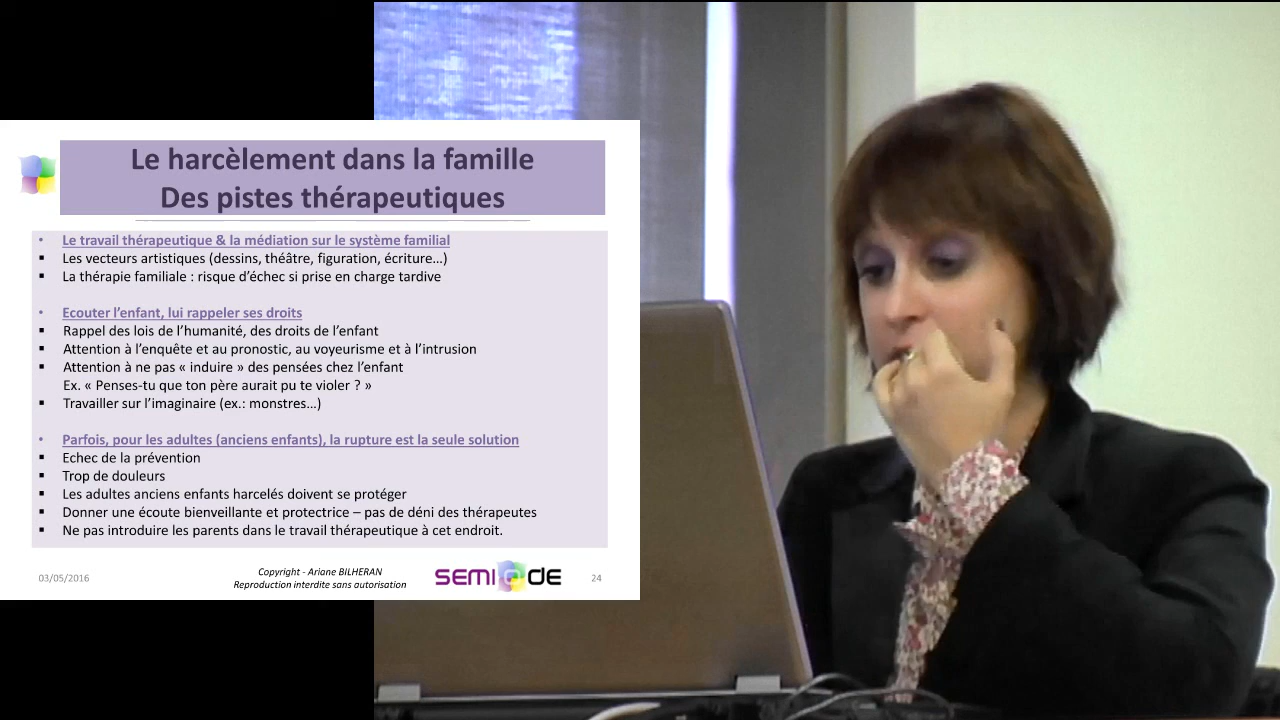 Le harcèlement dans la famille
Des pistes thérapeutiques
• Le travail thérapeutique & la médiation sur le système familial
▪ Les vecteurs artistiques (dessins, théâtre, figuration, écriture…)
▪ La thérapie familiale : risque d’échec si prise en charge tardive
• Ecouter l’enfant, lui rappeler ses droits
▪ Rappel des lois de l’humanité, des droits de l’enfant
▪ Attention à l’enquête et au pronostic, au voyeurisme et à l’intrusion
▪ Attention à ne pas « induire » des pensées chez l’enfant
Ex. « Penses-tu que ton père aurait pu te violer ? »
▪ Travailler sur l’imaginaire (ex.: monstres…)
• Parfois, pour les adultes (anciens enfants), la rupture est la seule solution
▪ Echec de la prévention
▪ Trop de douleurs
▪ Les adultes anciens enfants harcelés doivent se protéger
▪ Donner une écoute bienveillante et protectrice – pas de déni des thérapeutes
▪ Ne pas introduire les parents dans le travail thérapeutique à cet endroit.
03/05/2016
Copyright - Ariane BILHERAN
Reproduction interdite sans autorisation
SEMIODE
24